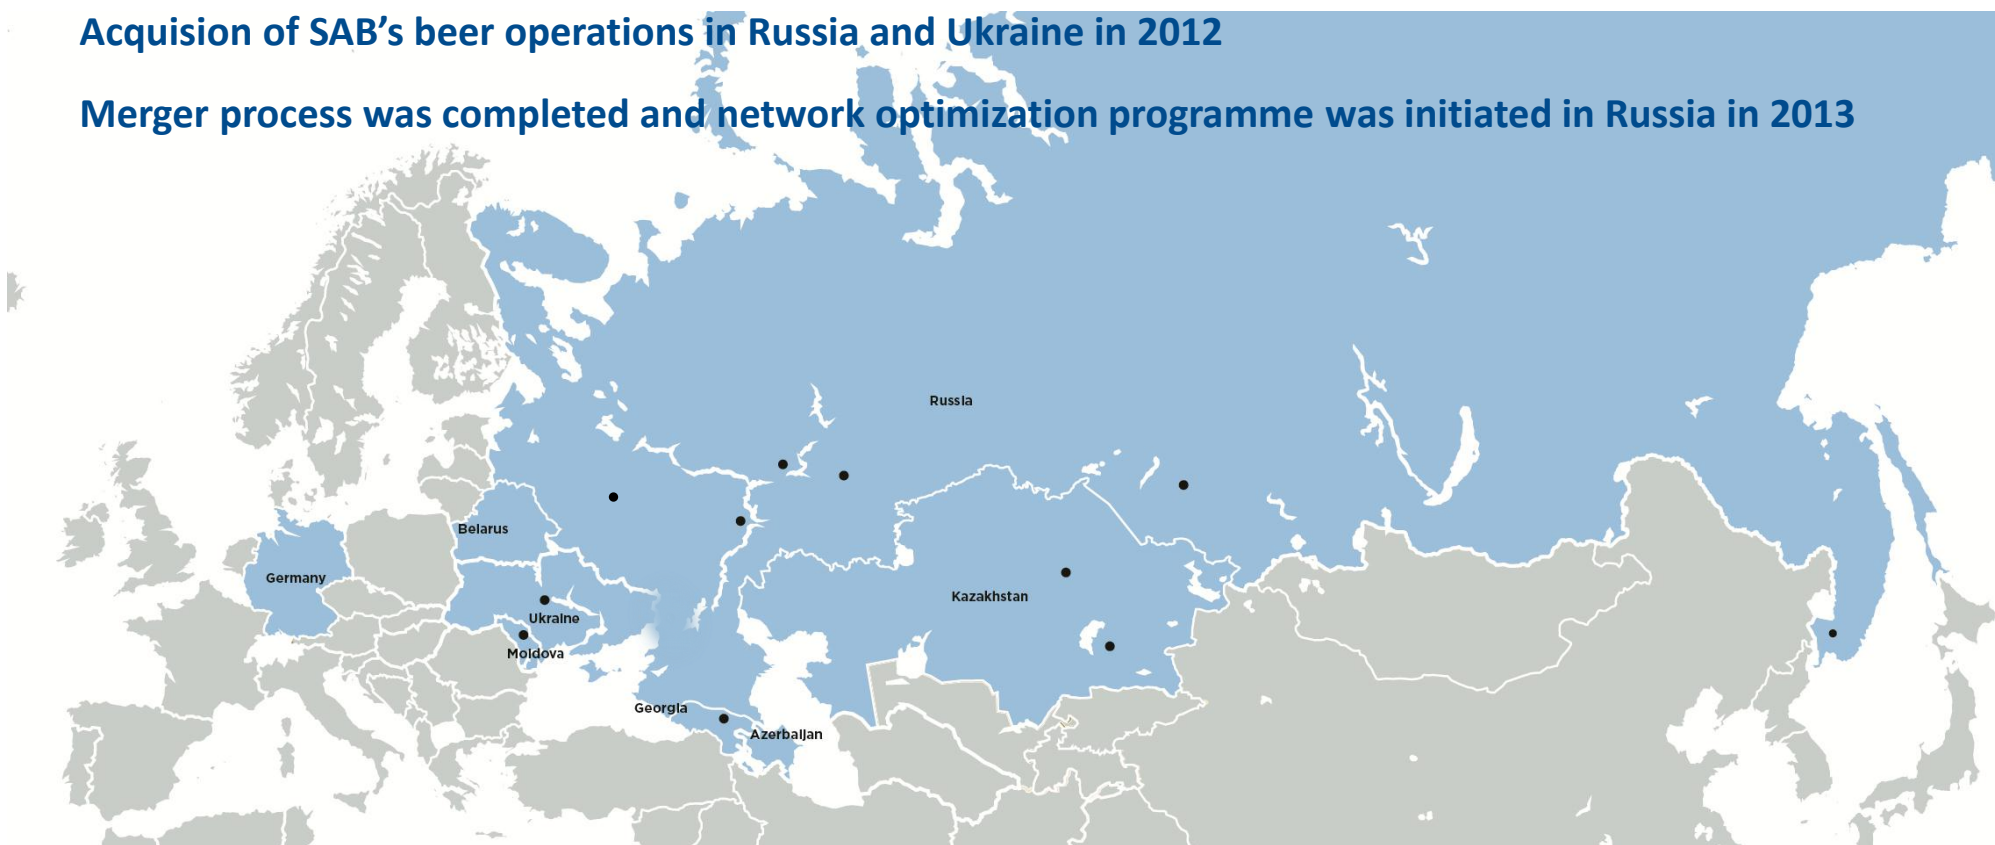 Acquision of SAB’s beer operations in Russia and Ukraine in 2012
Merger process was completed and network optimization programme was initiated in Russia in 2013
Russia
Belarus
Germany
Kazakhstan
Ukraine
Moldova
Georgia
Azerbaijan